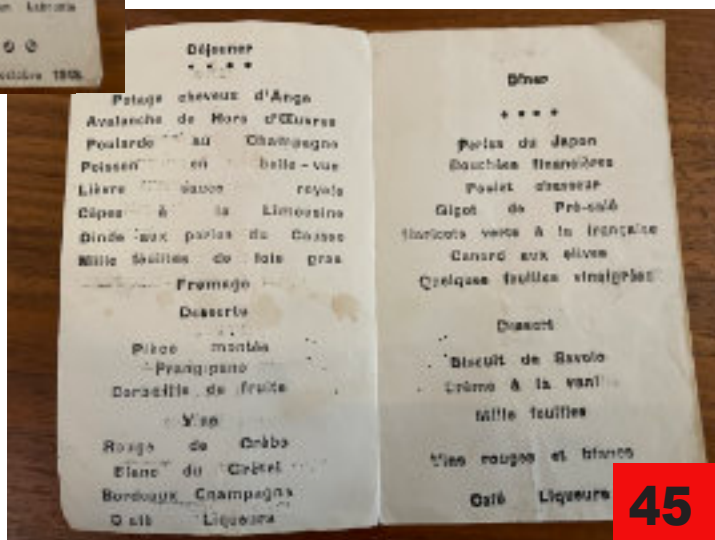 octobre
Déjeuner
Potage cheveux d'Ange
Avalanche de Hors d'Œuvres
Poularde au Champagne
Poisson en belle-vue
Lièvre sauce royale
Cèpes à la Limousine
Dinde aux perles du Causse
Mille feuilles de foie gras
Fromage
Desserts
Pièce montée
Frangipane
Corbeille de fruits
Vins
Rouge de
Blanc du
Bordeaux Champagne
Café Liqueurs
Dîner
Perles du Japon
Bouchées financières
Poulet chasseur
Gigot de Pré-salé
Haricots verts à la française
Canard aux olives
Quelques feuilles vinaigrées
Dessert
Biscuit de Savoie
Crème à la
Mille feuilles
Vins rouges et blancs
Café Liqueurs
45